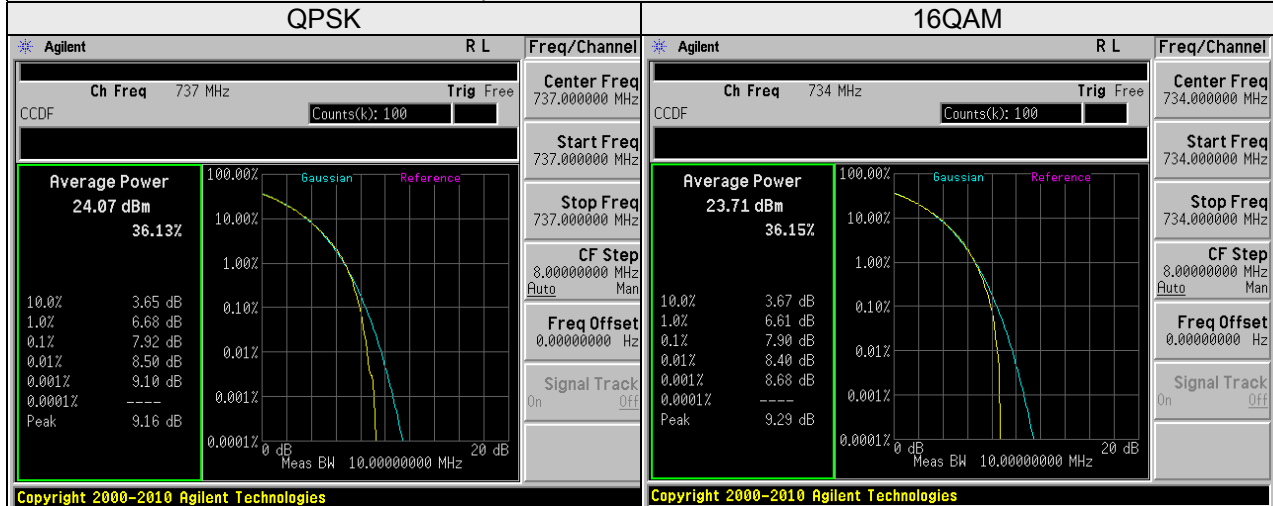 QPSK
Agilent R L
Ch Freq 737 MHz Trig Free
CCDF Counts(k): 100
Average Power
24.07 dBm
36.13%
10.0% 3.65 dB
1.0% 6.68 dB
0.1% 7.92 dB
0.01% 8.50 dB
0.001% 9.10 dB
0.0001% ----
Peak 9.16 dB
Gaussian Reference
100.00%
10.00%
1.00%
0.10%
0.01%
0.001%
0.0001%
0 dB 20 dB
Meas BW 10.00000000 MHz
Freq/Channel
Center Freq
737.000000 MHz
Start Freq
737.000000 MHz
Stop Freq
737.000000 MHz
CF Step
8.00000000 MHz
Auto Man
Freq Offset
0.00000000 Hz
Signal Track
On Off
Copyright 2000-2010 Agilent Technologies
16QAM
Agilent R L
Ch Freq 734 MHz Trig Free
CCDF Counts(k): 100
Average Power
23.71 dBm
36.15%
10.0% 3.67 dB
1.0% 6.61 dB
0.1% 7.90 dB
0.01% 8.40 dB
0.001% 8.68 dB
0.0001% ----
Peak 9.29 dB
Gaussian Reference
100.00%
10.00%
1.00%
0.10%
0.01%
0.001%
0.0001%
0 dB 20 dB
Meas BW 10.00000000 MHz
Freq/Channel
Center Freq
734.000000 MHz
Start Freq
734.000000 MHz
Stop Freq
734.000000 MHz
CF Step
8.00000000 MHz
Auto Man
Freq Offset
0.00000000 Hz
Signal Track
On Off
Copyright 2000-2010 Agilent Technologies